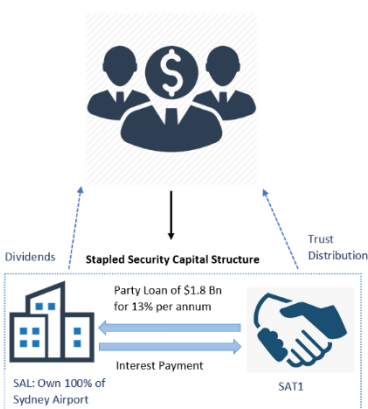 $
Dividends
Stapled Security Capital Structure
Trust
Distribution
Party Loan of $1.8 Bn
for 13% per annum
Interest Payment
SAL: Own 100% of
Sydney Airport
SAT1